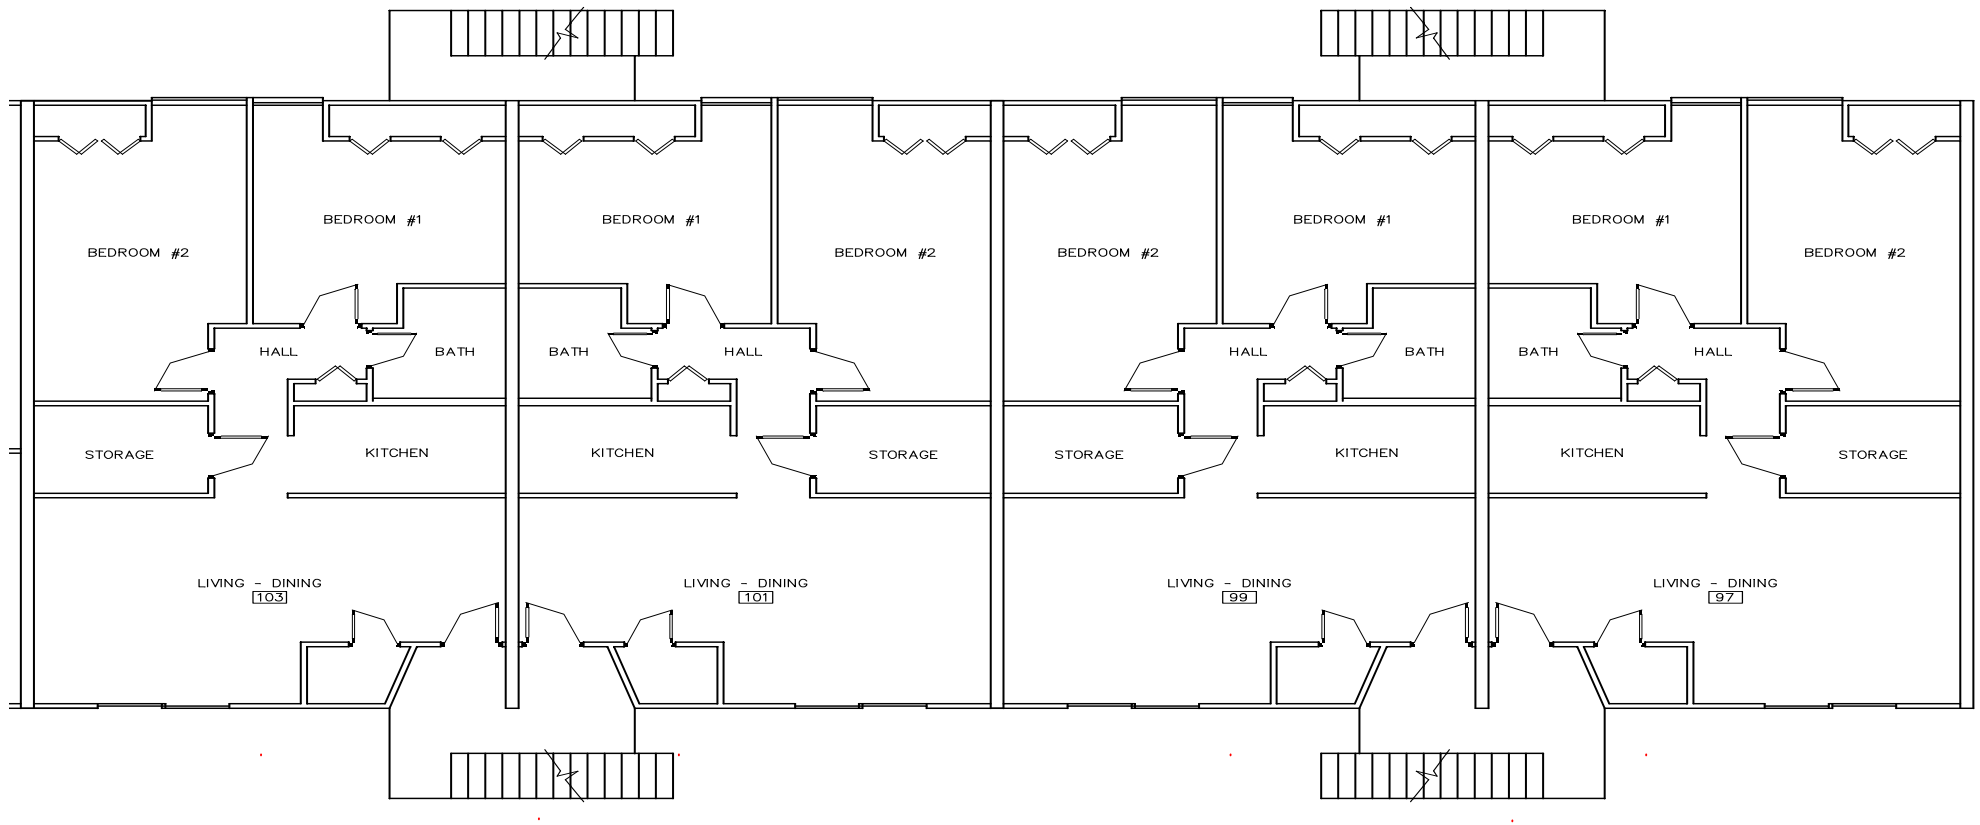 BEDROOM #1
BEDROOM #1
BEDROOM #1
BEDROOM #1
BEDROOM #2
BEDROOM #2
BEDROOM #2
BEDROOM #2
HALL
BATH
BATH
HALL
HALL
BATH
BATH
HALL
STORAGE
KITCHEN
KITCHEN
STORAGE
STORAGE
KITCHEN
KITCHEN
STORAGE
LIVING - DINING
103
LIVING - DINING
101
LIVING - DINING
99
LIVING - DINING
97